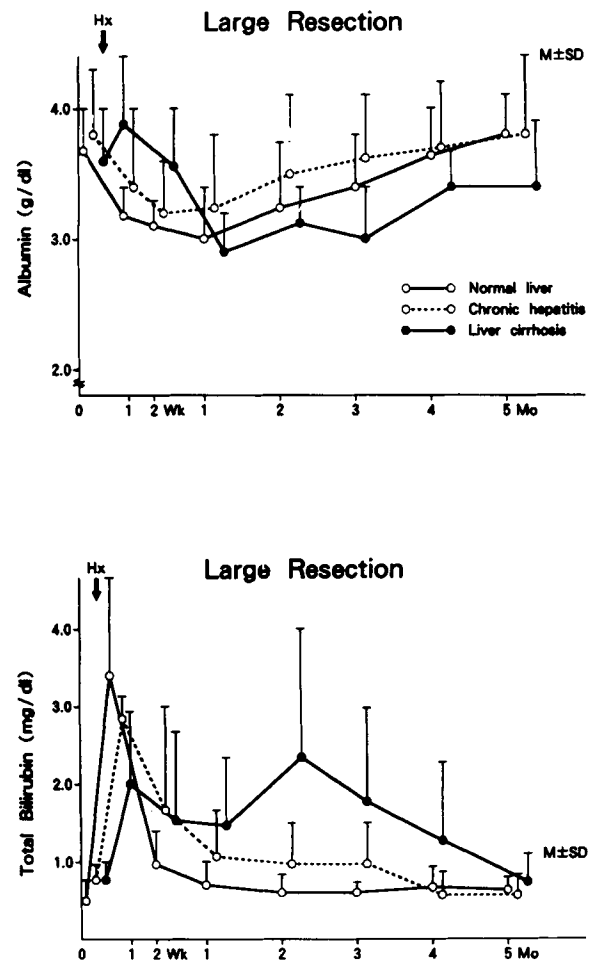 Hx
Large Resection
M±SD
Albumin (g/dl)
4.0
3.0
2.0
Normal liver
Chronic hepatitis
Liver cirrhosis
0 1 2 Wk 1 2 3 4 5 Mo
Hx
Large Resection
Total Bilirubin (mg/dl)
4.0
3.0
2.0
1.0
M±SD
0 1 2 Wk 1 2 3 4 5 Mo